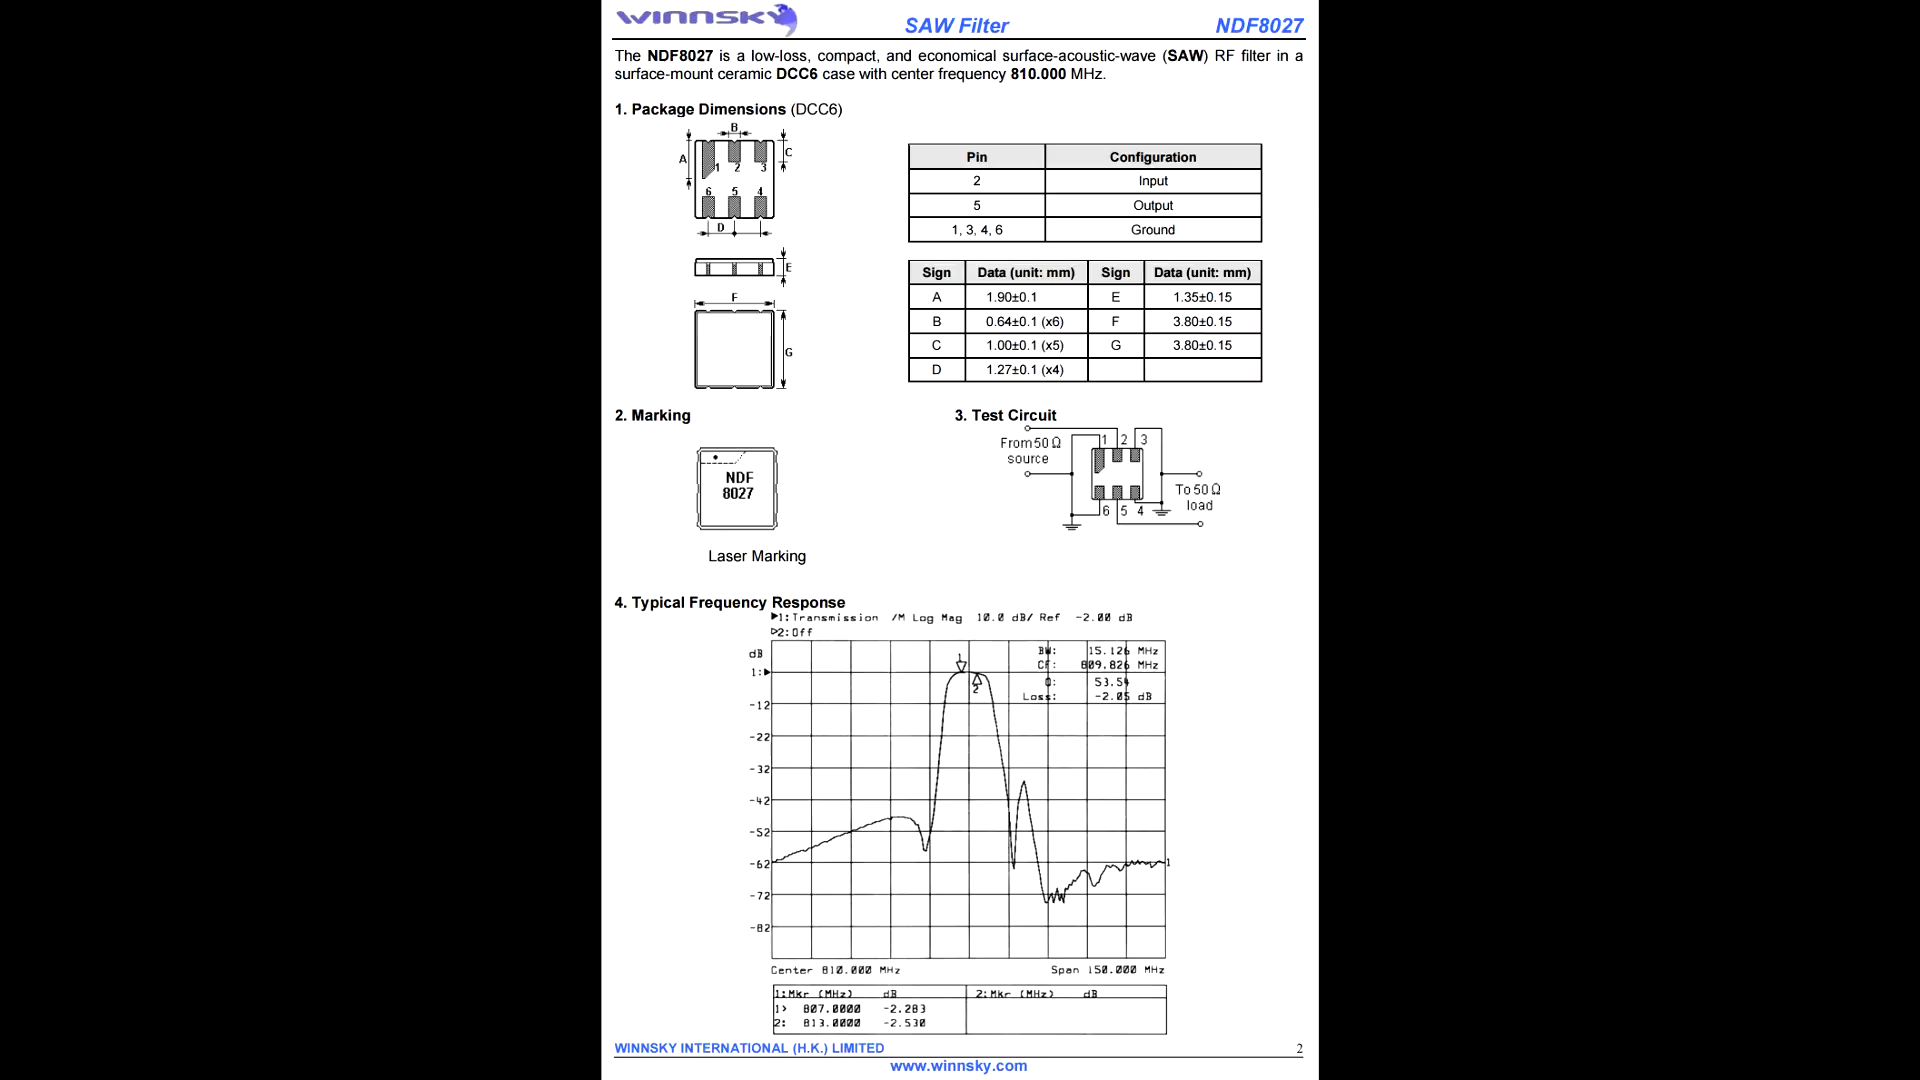 WINNSKY
SAW Filter
NDF8027
The NDF8027 is a low-loss, compact, and economical surface-acoustic-wave (SAW) RF filter in a
surface-mount ceramic DCC6 case with center frequency 810.000 MHz.
1. Package Dimensions (DCC6)
B
A
C
1 2 3
6 5 4
D
E
F
G
Pin Configuration
2 Input
5 Output
1, 3, 4, 6 Ground
Sign Data (unit: mm) Sign Data (unit: mm)
A 1.90±0.1 E 1.35±0.15
B 0.64±0.1 (x6) F 3.80±0.15
C 1.00±0.1 (x5) G 3.80±0.15
D 1.27±0.1 (x4)
2. Marking
NDF
8027
Laser Marking
3. Test Circuit
From 50 Ω
source
1 2 3
6 5 4
To 50 Ω
load
4. Typical Frequency Response
1:Transmission /M Log Mag 10.0 dB/ Ref -2.00 dB
2:Off
dB
1:
-12
-22
-32
-42
-52
-62
-72
-82
1
2
BW: 15.126 MHz
CF: 809.826 MHz
Q: 53.54
Loss: -2.05 dB
1
Center 810.000 MHz
Span 150.000 MHz
1:Mkr (MHz) dB
1> 807.0000 -2.283
2: 813.0000 -2.530
2:Mkr (MHz) dB
WINNSKY INTERNATIONAL (H.K.) LIMITED
2
www.winnsky.com